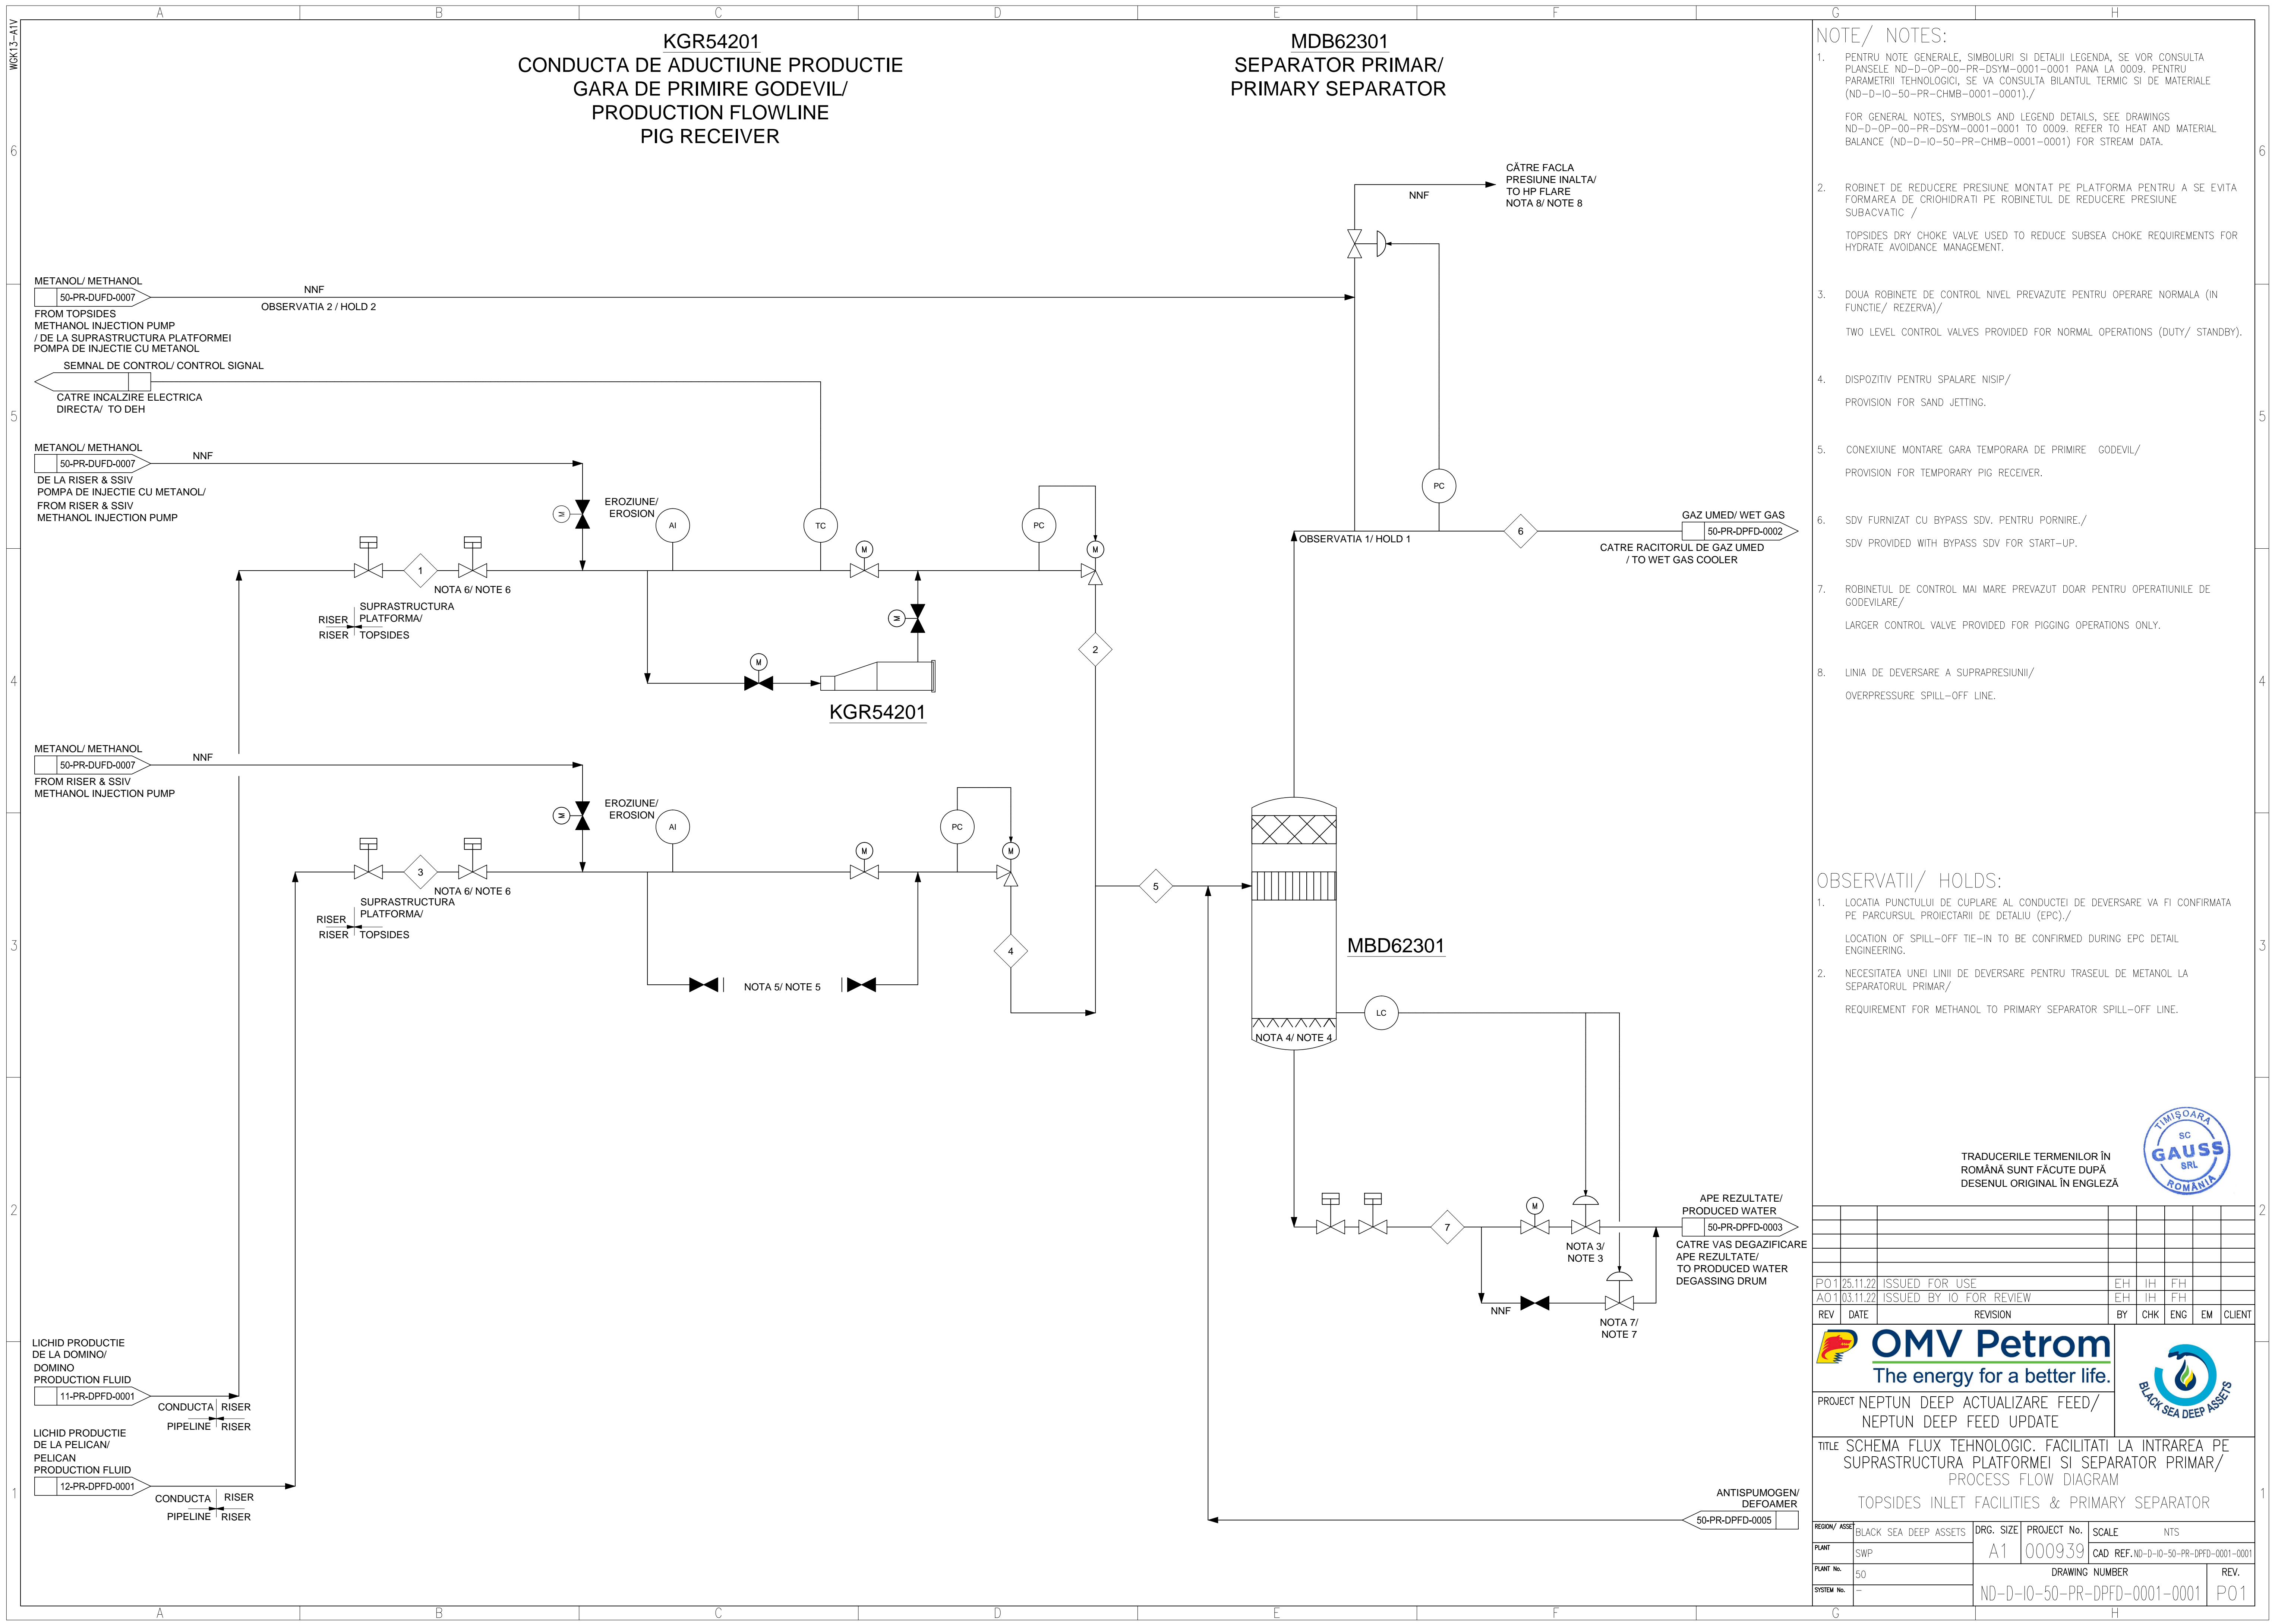 WGK13-A1V
A B C D E F G H
KGR54201
CONDUCTA DE ADUCTIUNE PRODUCTIE
GARA DE PRIMIRE GODEVIL/
PRODUCTION FLOWLINE
PIG RECEIVER
MDB62301
SEPARATOR PRIMAR/
PRIMARY SEPARATOR
CĂTRE FACLA
PRESIUNE INALTA/
TO HP FLARE
NOTA 8/ NOTE 8
NNF
METANOL/ METHANOL
50-PR-DUFD-0007
FROM TOPSIDES
METHANOL INJECTION PUMP
/ DE LA SUPRASTRUCTURA PLATFORMEI
POMPA DE INJECTIE CU METANOL
NNF
OBSERVATIA 2 / HOLD 2
SEMNAL DE CONTROL/ CONTROL SIGNAL
CATRE INCALZIRE ELECTRICA
DIRECTA/ TO DEH
METANOL/ METHANOL
50-PR-DUFD-0007
DE LA RISER & SSIV
POMPA DE INJECTIE CU METANOL/
FROM RISER & SSIV
METHANOL INJECTION PUMP
NNF
M
EROZIUNE/
EROSION
AI
TC
M
PC
M
PC
1
NOTA 6/ NOTE 6
SUPRASTRUCTURA
RISER PLATFORMA/
RISER TOPSIDES
M
M
2
KGR54201
OBSERVATIA 1/ HOLD 1
6
GAZ UMED/ WET GAS
50-PR-DPFD-0002
CATRE RACITORUL DE GAZ UMED
/ TO WET GAS COOLER
METANOL/ METHANOL
50-PR-DUFD-0007
FROM RISER & SSIV
METHANOL INJECTION PUMP
NNF
M
EROZIUNE/
EROSION
AI
M
PC
M
3
NOTA 6/ NOTE 6
SUPRASTRUCTURA
RISER PLATFORMA/
RISER TOPSIDES
NOTA 5/ NOTE 5
4
5
MBD62301
LC
NOTA 4/ NOTE 4
7
M
NOTA 3/
NOTE 3
NNF
NOTA 7/
NOTE 7
APE REZULTATE/
PRODUCED WATER
50-PR-DPFD-0003
CATRE VAS DEGAZIFICARE
APE REZULTATE/
TO PRODUCED WATER
DEGASSING DRUM
LICHID PRODUCTIE
DE LA DOMINO/
DOMINO
PRODUCTION FLUID
11-PR-DPFD-0001
CONDUCTA RISER
PIPELINE RISER
LICHID PRODUCTIE
DE LA PELICAN/
PELICAN
PRODUCTION FLUID
12-PR-DPFD-0001
CONDUCTA RISER
PIPELINE RISER
ANTISPUMOGEN/
DEFOAMER
50-PR-DPFD-0005
NOTE/ NOTES:
1. PENTRU NOTE GENERALE, SIMBOLURI SI DETALII LEGENDA, SE VOR CONSULTA
PLANSELE ND-D-OP-00-PR-DSYM-0001-0001 PANA LA 0009. PENTRU
PARAMETRII TEHNOLOGICI, SE VA CONSULTA BILANTUL TERMIC SI DE MATERIALE
(ND-D-IO-50-PR-CHMB-0001-0001)./
FOR GENERAL NOTES, SYMBOLS AND LEGEND DETAILS, SEE DRAWINGS
ND-D-OP-00-PR-DSYM-0001-0001 TO 0009. REFER TO HEAT AND MATERIAL
BALANCE (ND-D-IO-50-PR-CHMB-0001-0001) FOR STREAM DATA.
2. ROBINET DE REDUCERE PRESIUNE MONTAT PE PLATFORMA PENTRU A SE EVITA
FORMAREA DE CRIOHIDRATI PE ROBINETUL DE REDUCERE PRESIUNE
SUBACVATIC /
TOPSIDES DRY CHOKE VALVE USED TO REDUCE SUBSEA CHOKE REQUIREMENTS FOR
HYDRATE AVOIDANCE MANAGEMENT.
3. DOUA ROBINETE DE CONTROL NIVEL PREVAZUTE PENTRU OPERARE NORMALA (IN
FUNCTIE/ REZERVA)/
TWO LEVEL CONTROL VALVES PROVIDED FOR NORMAL OPERATIONS (DUTY/ STANDBY).
4. DISPOZITIV PENTRU SPALARE NISIP/
PROVISION FOR SAND JETTING.
5. CONEXIUNE MONTARE GARA TEMPORARA DE PRIMIRE GODEVIL/
PROVISION FOR TEMPORARY PIG RECEIVER.
6. SDV FURNIZAT CU BYPASS SDV. PENTRU PORNIRE./
SDV PROVIDED WITH BYPASS SDV FOR START-UP.
7. ROBINETUL DE CONTROL MAI MARE PREVAZUT DOAR PENTRU OPERATIUNILE DE
GODEVILARE/
LARGER CONTROL VALVE PROVIDED FOR PIGGING OPERATIONS ONLY.
8. LINIA DE DEVERSARE A SUPRAPRESIUNII/
OVERPRESSURE SPILL-OFF LINE.
OBSERVATII/ HOLDS:
1. LOCATIA PUNCTULUI DE CUPLARE AL CONDUCTEI DE DEVERSARE VA FI CONFIRMATA
PE PARCURSUL PROIECTARII DE DETALIU (EPC)./
LOCATION OF SPILL-OFF TIE-IN TO BE CONFIRMED DURING EPC DETAIL
ENGINEERING.
2. NECESITATEA UNEI LINII DE DEVERSARE PENTRU TRASEUL DE METANOL LA
SEPARATORUL PRIMAR/
REQUIREMENT FOR METHANOL TO PRIMARY SEPARATOR SPILL-OFF LINE.
TRADUCERILE TERMENILOR ÎN
ROMÂNĂ SUNT FĂCUTE DUPĂ
DESENUL ORIGINAL ÎN ENGLEZĂ
TIMIŞOARA
SC
GAUSS
SRL
ROMÂNIA
P01 25.11.22 ISSUED FOR USE EH IH FH
A01 03.11.22 ISSUED BY IO FOR REVIEW EH IH FH
REV DATE REVISION BY CHK ENG EM CLIENT
OMV Petrom
The energy for a better life.
BLACK SEA DEEP ASSETS
PROJECT NEPTUN DEEP ACTUALIZARE FEED/
NEPTUN DEEP FEED UPDATE
TITLE SCHEMA FLUX TEHNOLOGIC. FACILITATI LA INTRAREA PE
SUPRASTRUCTURA PLATFORMEI SI SEPARATOR PRIMAR/
PROCESS FLOW DIAGRAM
TOPSIDES INLET FACILITIES & PRIMARY SEPARATOR
REGION/ ASSET BLACK SEA DEEP ASSETS DRG. SIZE A1 PROJECT No. 000939 SCALE NTS
PLANT SWP CAD REF. ND-D-IO-50-PR-DPFD-0001-0001
PLANT No. 50 DRAWING NUMBER REV.
SYSTEM No. - ND-D-IO-50-PR-DPFD-0001-0001 P01
6 5 4 3 2 1
6 5 4 3 2 1
A B C D E F G H